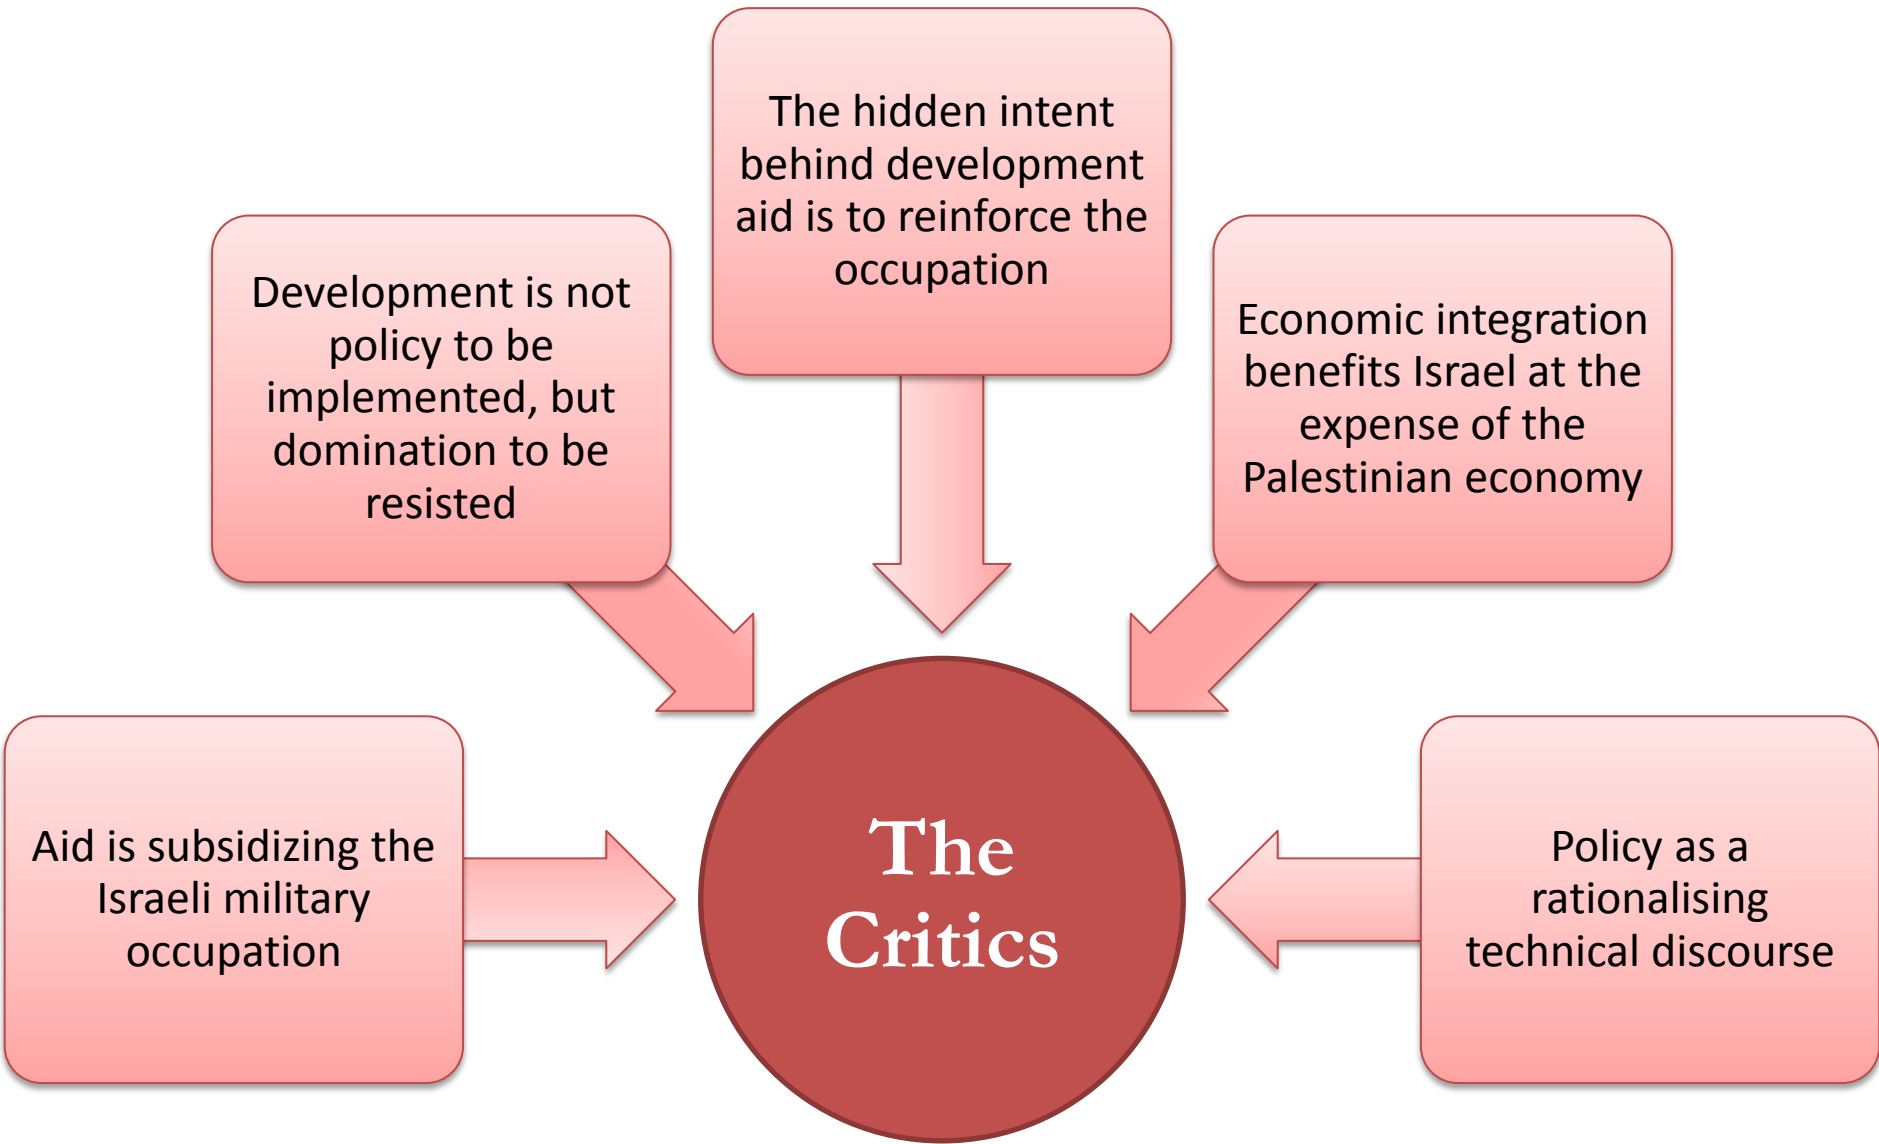 Aid is subsidizing the
Israeli military
occupation
Development is not
policy to be
implemented, but
domination to be
resisted
The hidden intent
behind development
aid is to reinforce the
occupation
Economic integration
benefits Israel at the
expense of the
Palestinian economy
Policy as a
rationalising
technical discourse
The
Critics